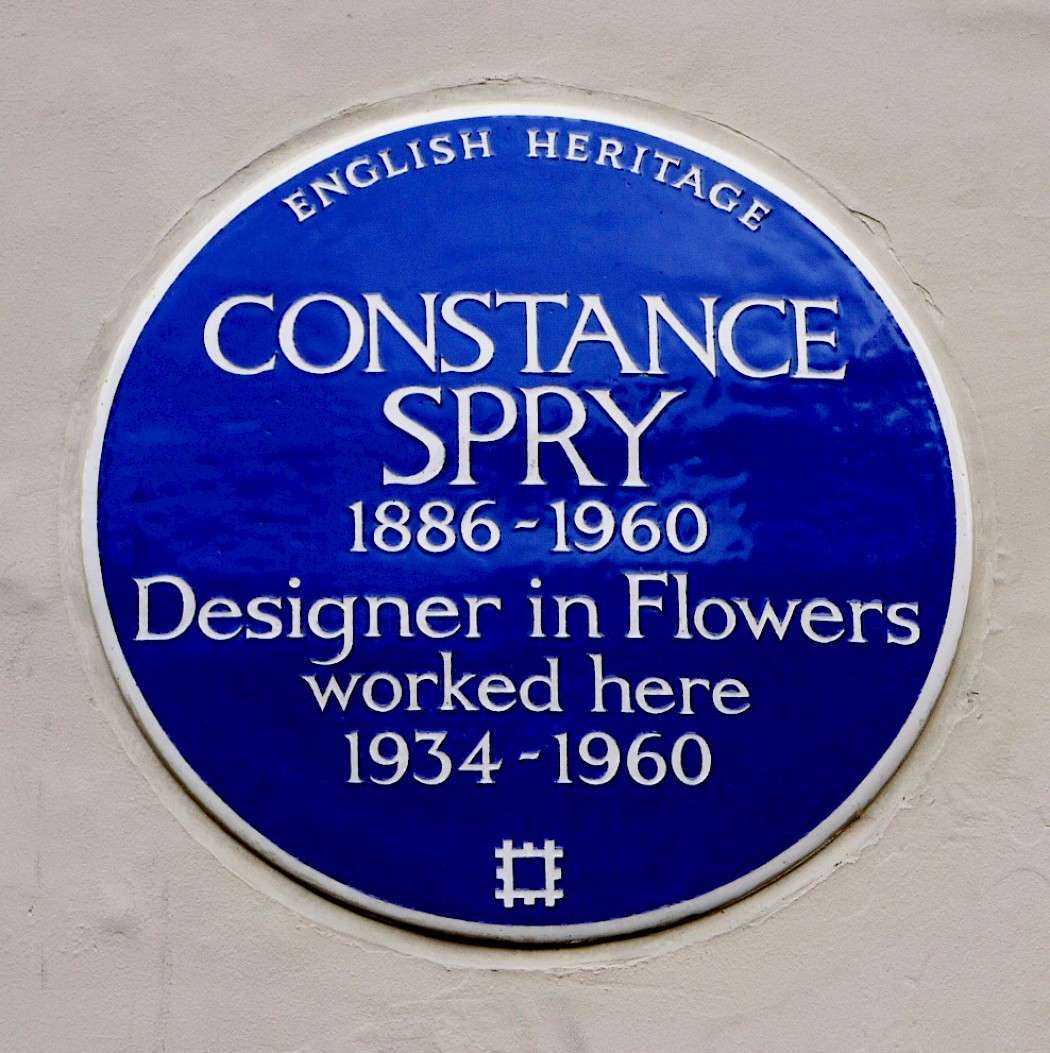 ENGLISH HERITAGE
CONSTANCE
SPRY
1886-1960
Designer in Flowers
worked here
1934-1960